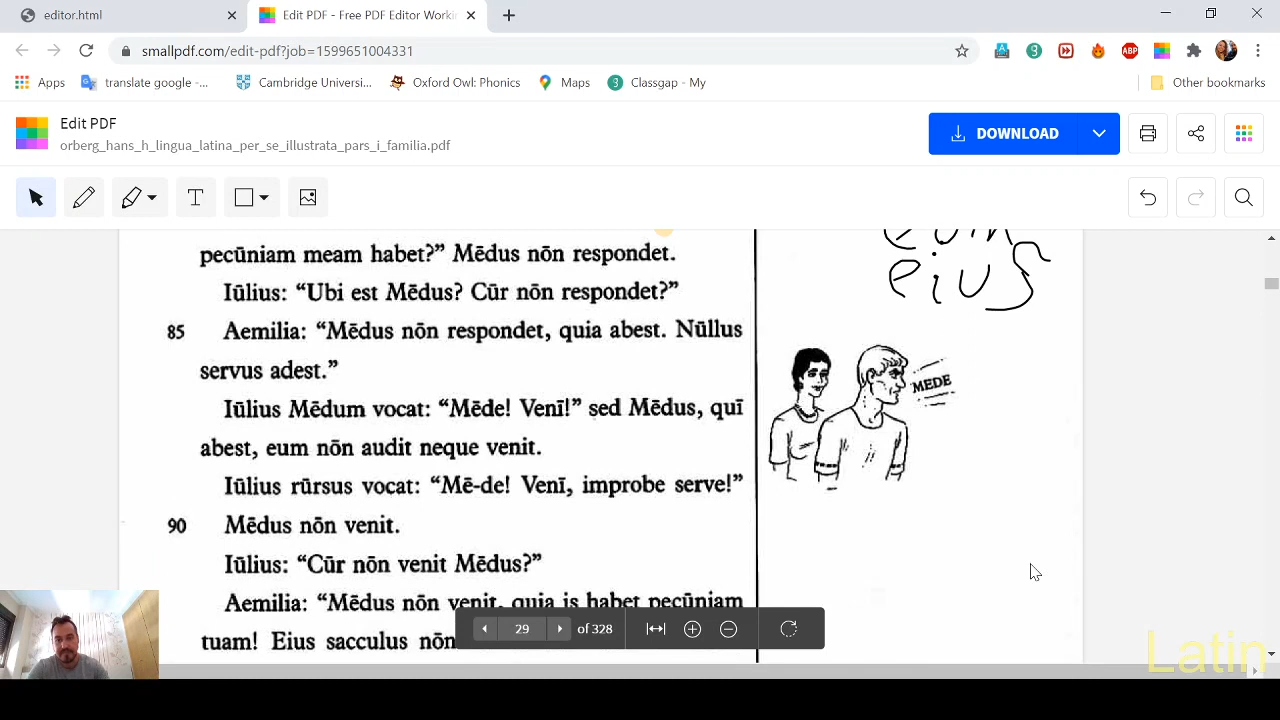 editor.html
Edit PDF - Free PDF Editor Workin
smallpdf.com/edit-pdf?job=1599651004331
Apps
translate google -...
Cambridge Universi...
Oxford Owl: Phonics
Maps
Classgap - My
Other bookmarks
Edit PDF
orberg_hans_h_lingua_latina_per_se_illustrata_pars_i_familia.pdf
DOWNLOAD
pecūniam meam habet?” Mēdus nōn respondet.
Iūlius: “Ubi est Mēdus? Cūr nōn respondet?”
85 Aemilia: “Mēdus nōn respondet, quia abest. Nūllus
servus adest.”
Iūlius Mēdum vocat: “Mēde! Venī!” sed Mēdus, quī
abest, eum nōn audit neque venit.
Iūlius rūrsus vocat: “Mē-de! Venī, improbe serve!”
90 Mēdus nōn venit.
Iūlius: “Cūr nōn venit Mēdus?”
Aemilia: “Mēdus nōn venit, quia is habet pecūniam
tuam! Eius sacculus nōn
eius
MEDE
29 of 328
Latin